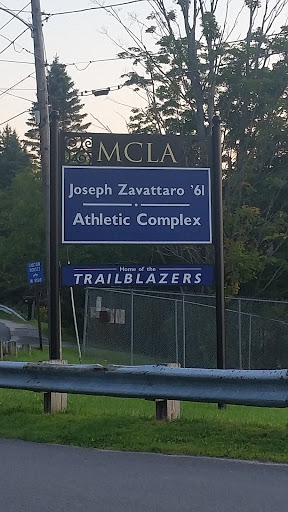 MCLA
Joseph Zavattaro '61
Athletic Complex
Home of the
TRAILBLAZERS